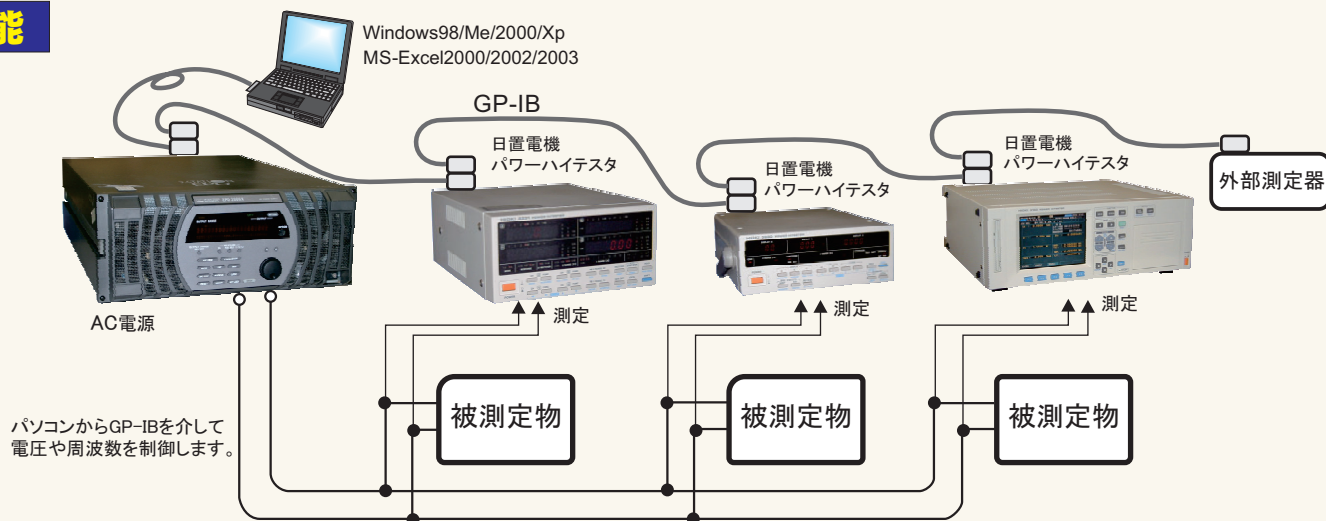 能
Windows98/Me/2000/Xp
MS-Excel2000/2002/2003
GP-IB
日置電機
パワーハイテスタ
日置電機
パワーハイテスタ
日置電機
パワーハイテスタ
外部測定器
AC電源
測定
測定
測定
被測定物
被測定物
被測定物
パソコンからGP-IBを介して
電圧や周波数を制御します。